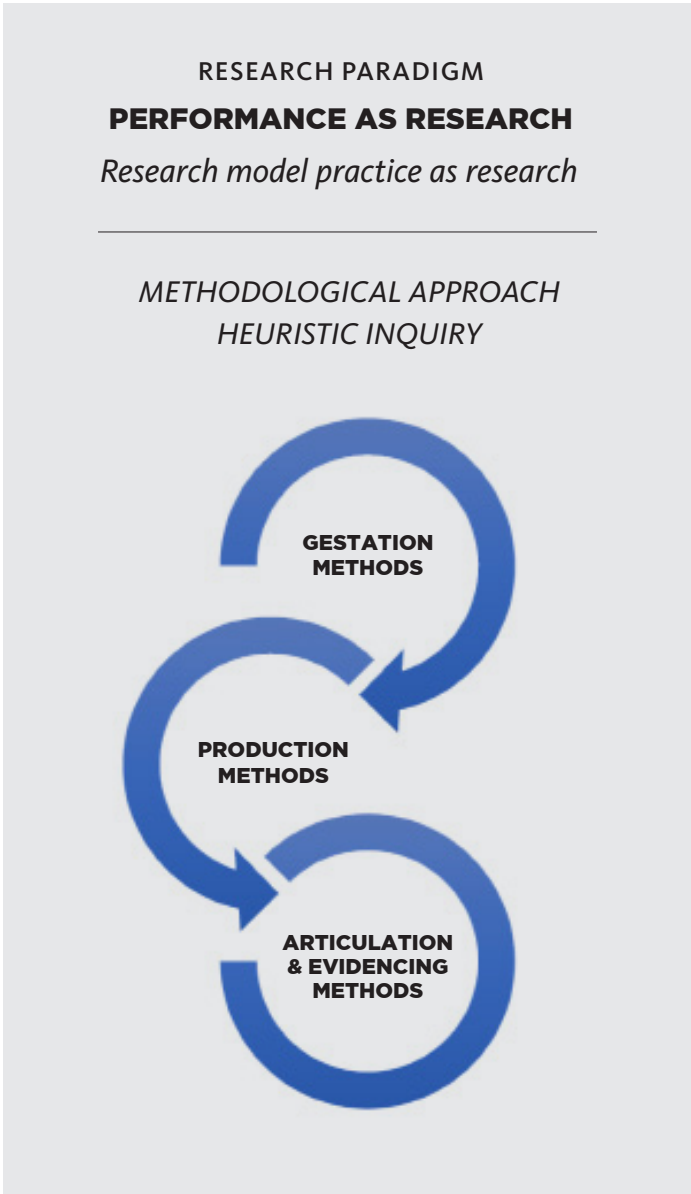 RESEARCH PARADIGM
PERFORMANCE AS RESEARCH
Research model practice as research
METHODOLOGICAL APPROACH
HEURISTIC INQUIRY
GESTATION
METHODS
PRODUCTION
METHODS
ARTICULATION
& EVIDENCING
METHODS